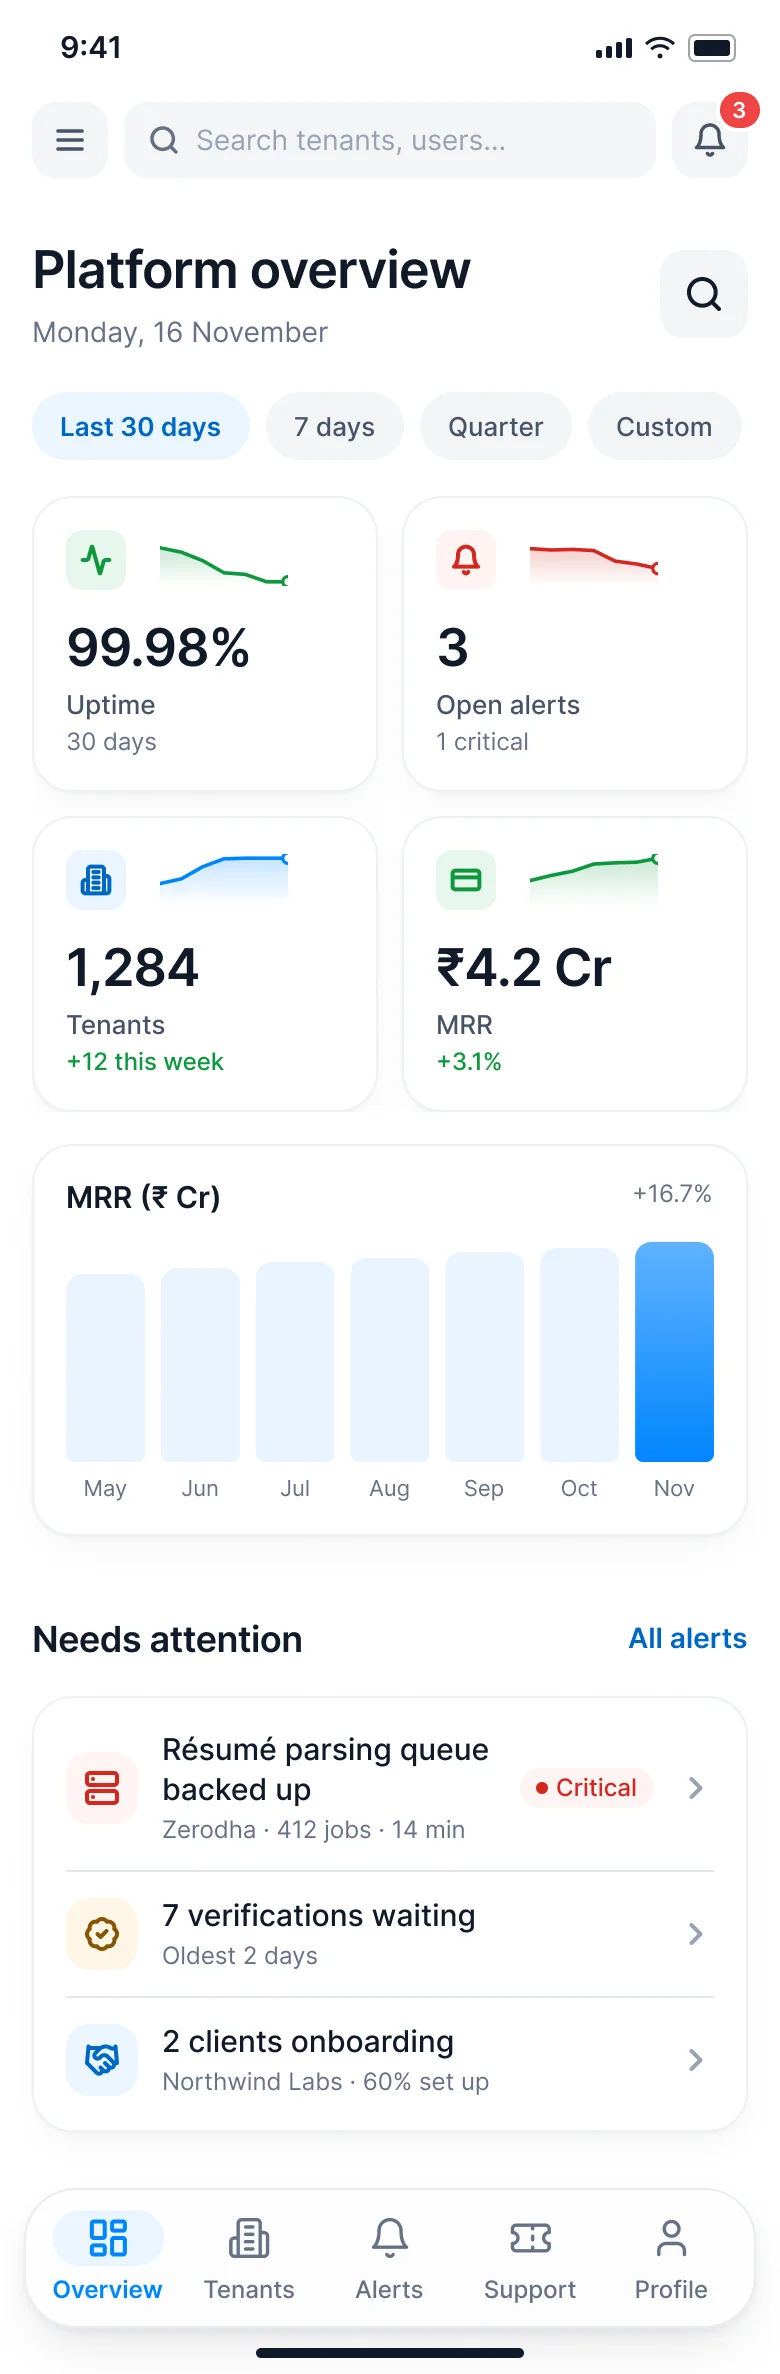 9:41
Search tenants, users...
3
Platform overview
Monday, 16 November
Last 30 days
7 days
Quarter
Custom
99.98%
Uptime
30 days
3
Open alerts
1 critical
1,284
Tenants
+12 this week
₹4.2 Cr
MRR
+3.1%
MRR (₹ Cr)
+16.7%
May
Jun
Jul
Aug
Sep
Oct
Nov
Needs attention
All alerts
Résumé parsing queue
backed up
Zerodha · 412 jobs · 14 min
Critical
7 verifications waiting
Oldest 2 days
2 clients onboarding
Northwind Labs · 60% set up
Overview
Tenants
Alerts
Support
Profile